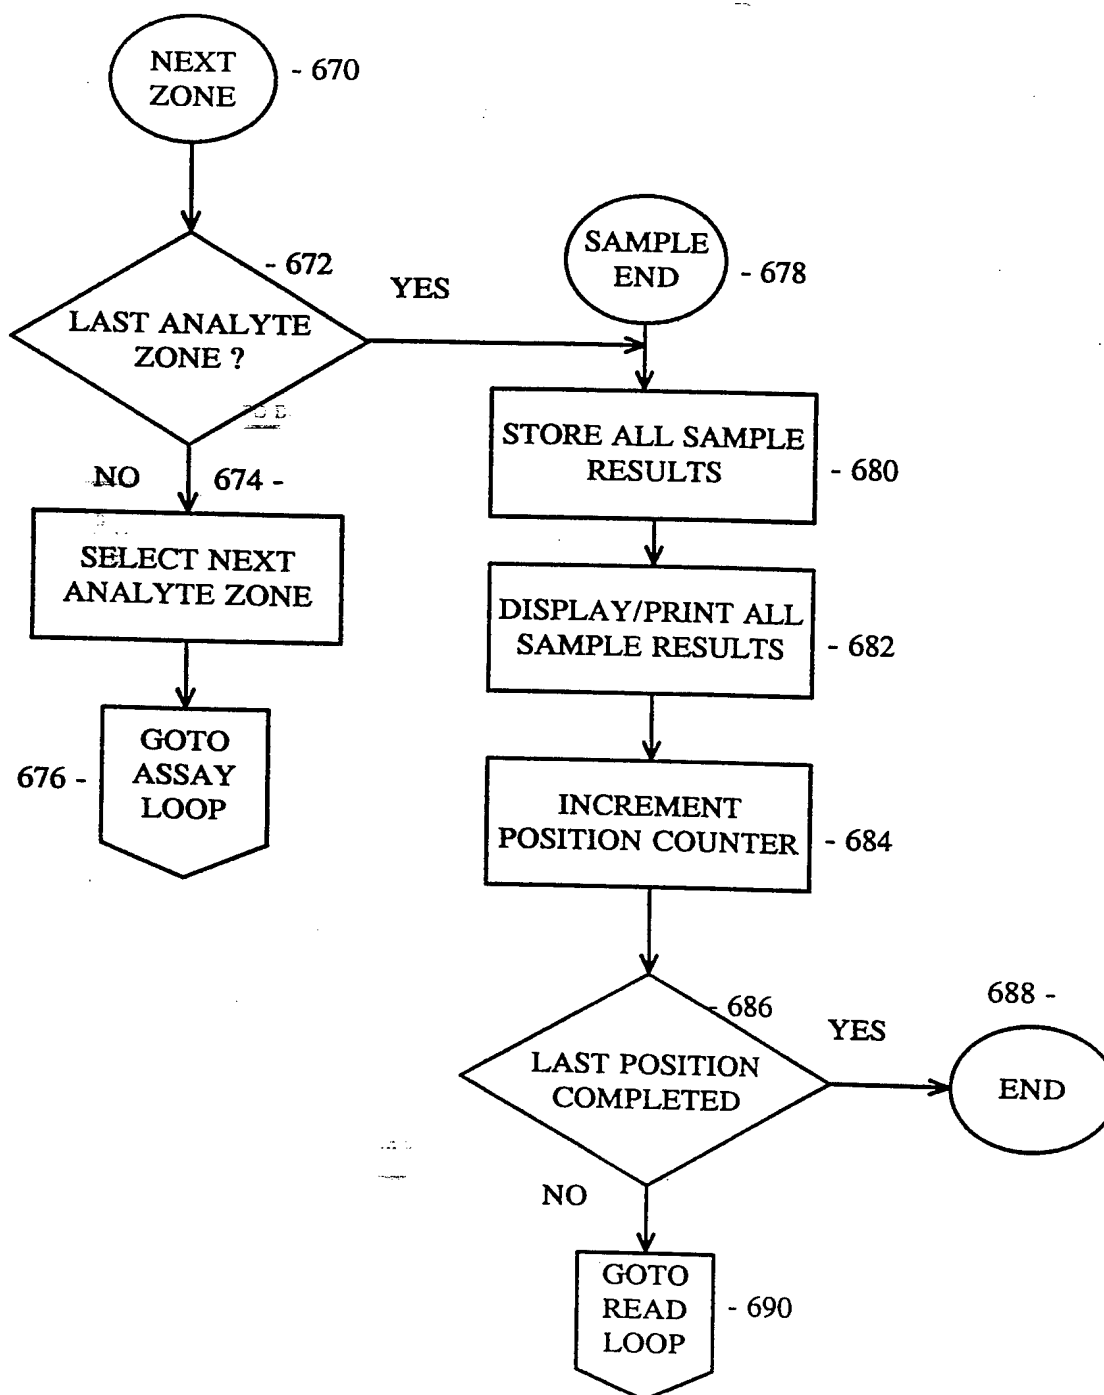 NEXT
ZONE
- 670
- 672
LAST ANALYTE
ZONE ?
YES
SAMPLE
END
- 678
NO
674 -
SELECT NEXT
ANALYTE ZONE
676 -
GOTO
ASSAY
LOOP
STORE ALL SAMPLE
RESULTS
- 680
DISPLAY/PRINT ALL
SAMPLE RESULTS
- 682
INCREMENT
POSITION COUNTER
- 684
- 686
LAST POSITION
COMPLETED
YES
688 -
END
NO
GOTO
READ
LOOP
- 690